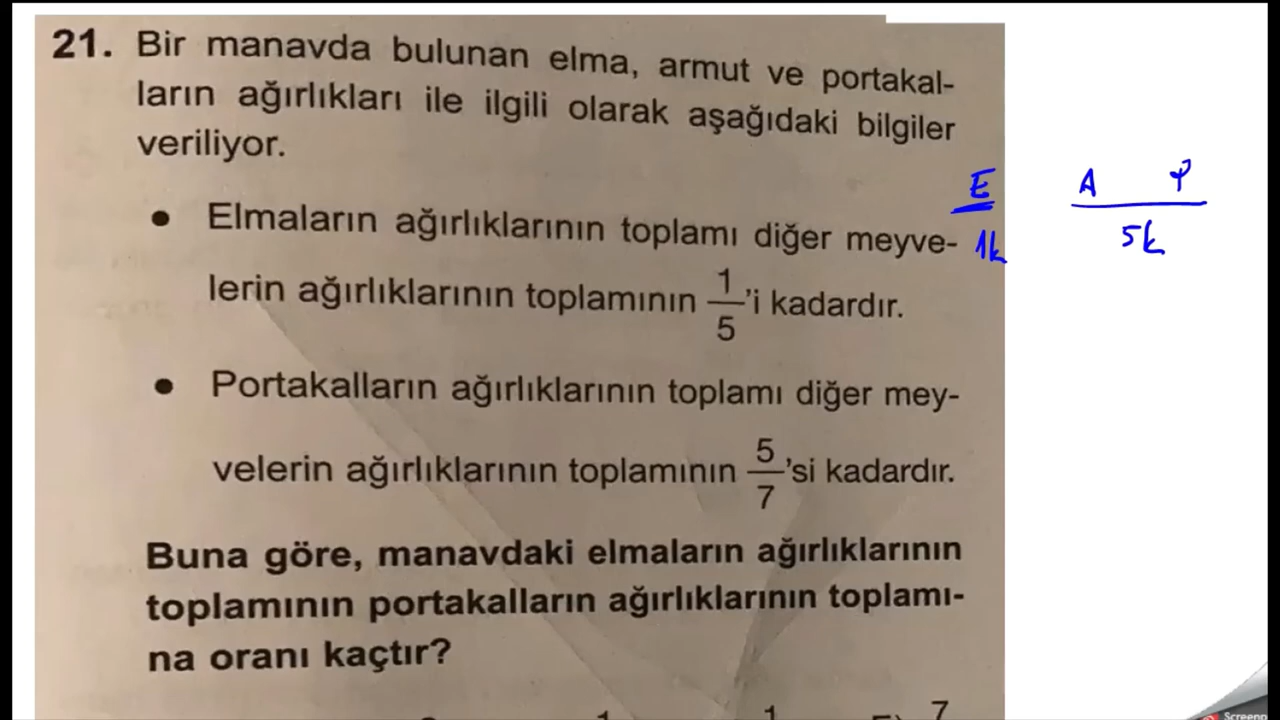 21. Bir manavda bulunan elma, armut ve portakal-
ların ağırlıkları ile ilgili olarak aşağıdaki bilgiler
veriliyor.
• Elmaların ağırlıklarının toplamı diğer meyve-
lerin ağırlıklarının toplamının 1/5'i kadardır.
• Portakalların ağırlıklarının toplamı diğer mey-
velerin ağırlıklarının toplamının 5/7'si kadardır.
Buna göre, manavdaki elmaların ağırlıklarının
toplamının portakalların ağırlıklarının toplamı-
na oranı kaçtır?
E A P
1k 5k
7